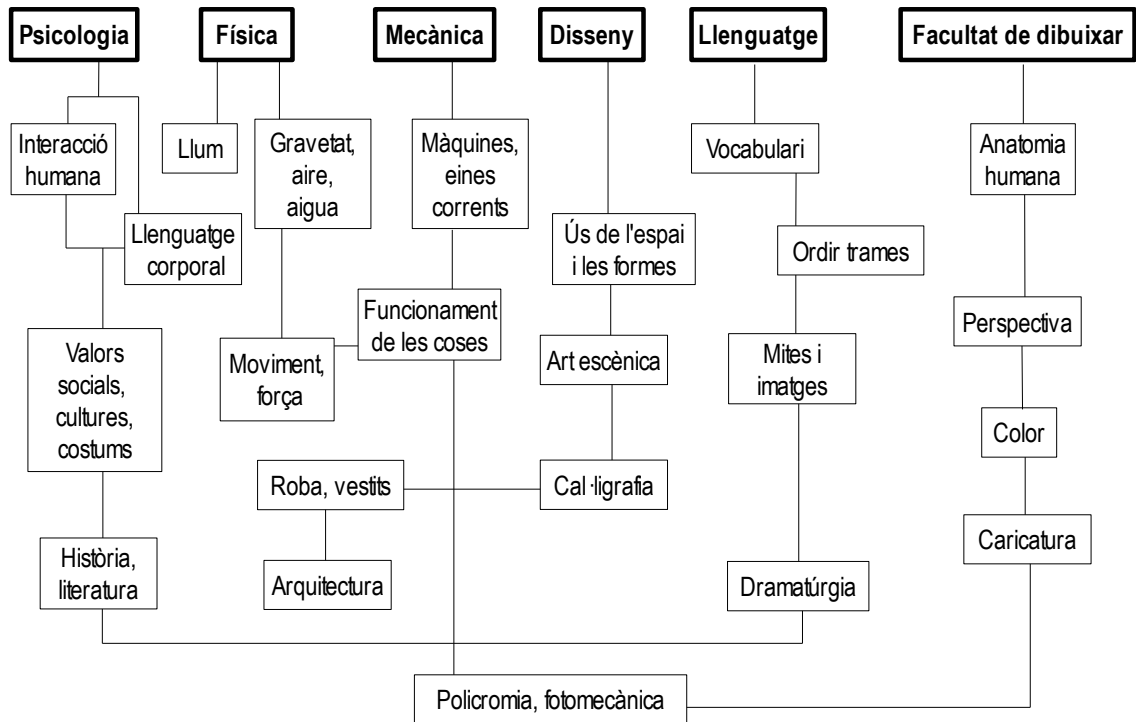 Psicologia
Física
Mecànica
Disseny
Llenguatge
Facultat de dibuixar
Interacció
humana
Llum
Gravetat,
aire,
aigua
Màquines,
eines
corrents
Vocabulari
Anatomia
humana
Llenguatge
corporal
Ús de l'espai
i les formes
Ordir trames
Funcionament
de les coses
Perspectiva
Valors
socials,
cultures,
costums
Moviment,
força
Art escènica
Mites i
imatges
Color
Roba, vestits
Cal·ligrafia
Caricatura
Història,
literatura
Arquitectura
Dramatúrgia
Policromia, fotomecànica